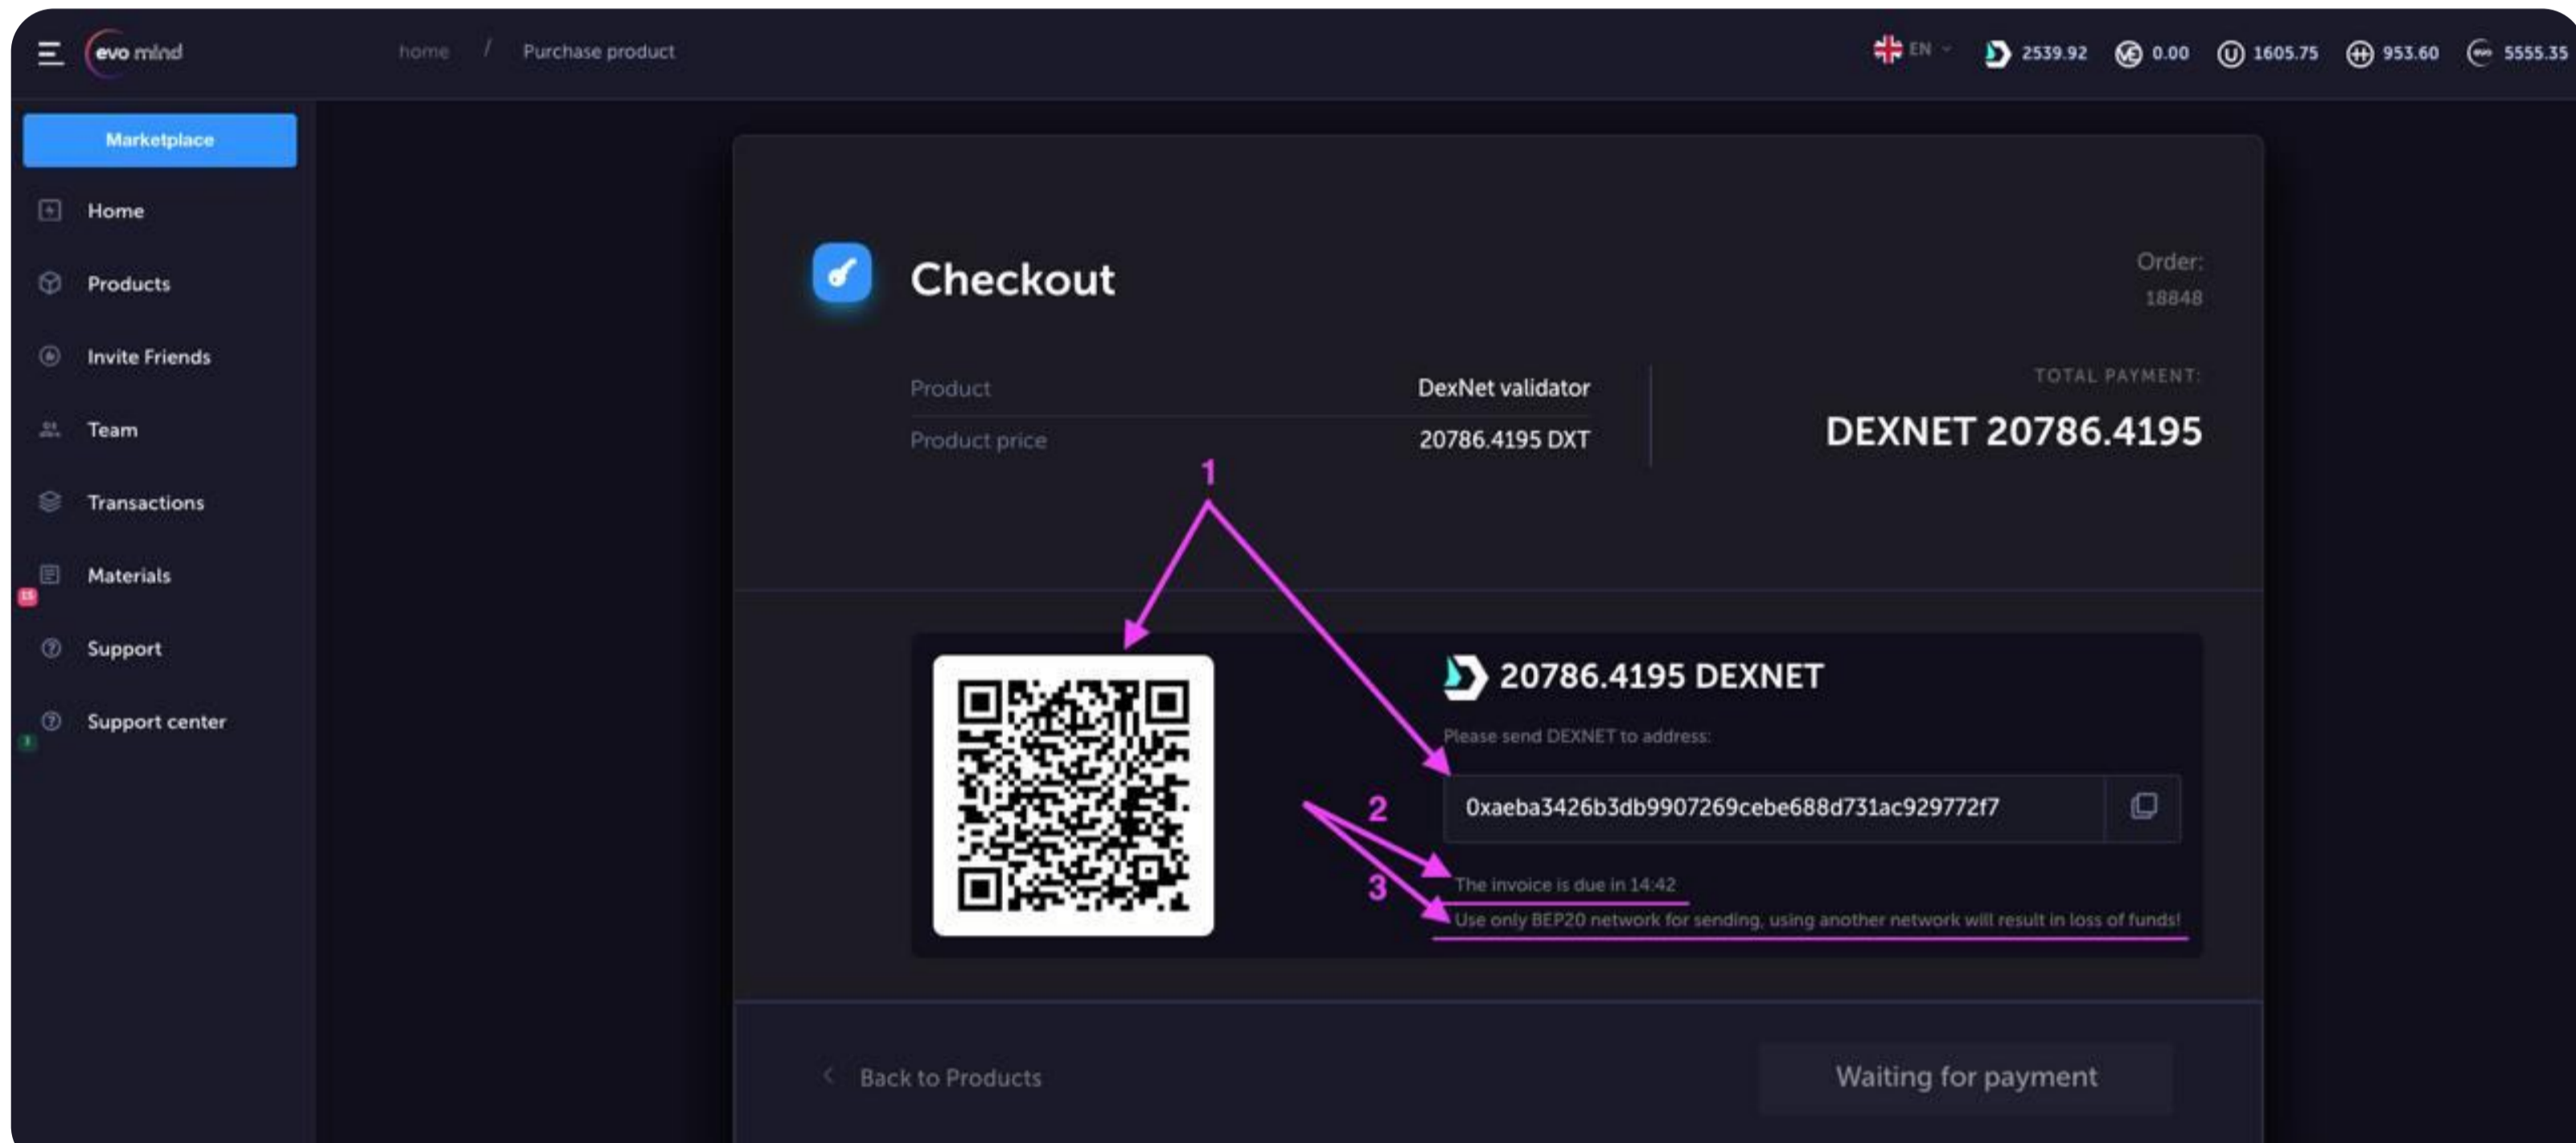 evo mind
home / Purchase product
EN 2539.92 0.00 1605.75 953.60 evo 5555.35
Marketplace
Home
Products
Invite Friends
Team
Transactions
15
Materials
Support
Support center
3
Checkout
Order:
18848
Product DexNet validator
Product price 20786.4195 DXT
TOTAL PAYMENT:
DEXNET 20786.4195
1
20786.4195 DEXNET
Please send DEXNET to address:
2
0xaeba3426b3db9907269cebe688d731ac929772f7
3
The invoice is due in 14:42
Use only BEP20 network for sending, using another network will result in loss of funds!
Back to Products
Waiting for payment